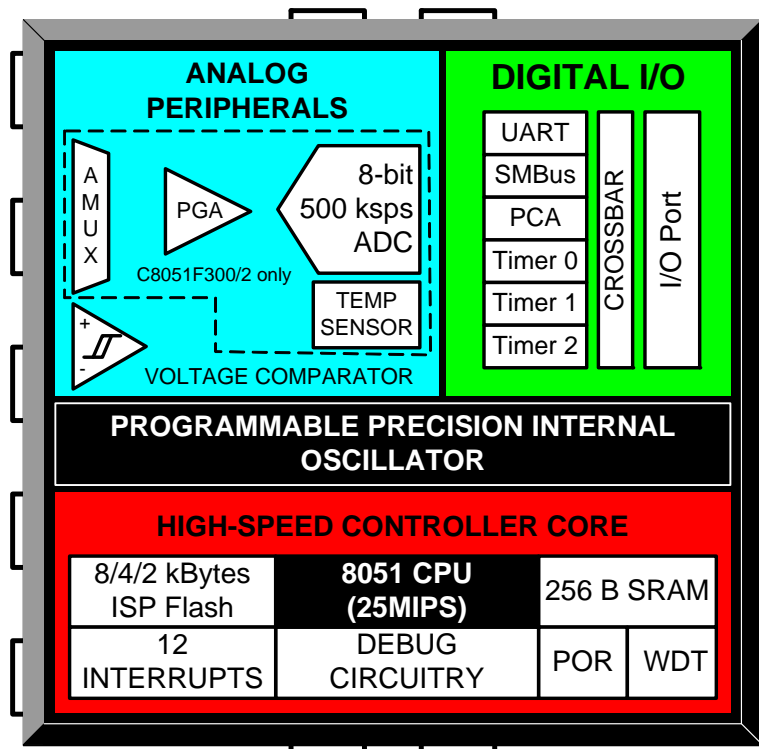 ANALOG
PERIPHERALS
A
M
U
X
PGA
8-bit
500 ksps
ADC
C8051F300/2 only
TEMP
SENSOR
+
-
VOLTAGE COMPARATOR
DIGITAL I/O
UART
SMBus
PCA
Timer 0
Timer 1
Timer 2
CROSSBAR
I/O Port
PROGRAMMABLE PRECISION INTERNAL
OSCILLATOR
HIGH-SPEED CONTROLLER CORE
8/4/2 kBytes
ISP Flash
8051 CPU
(25MIPS)
256 B SRAM
12
INTERRUPTS
DEBUG
CIRCUITRY
POR
WDT